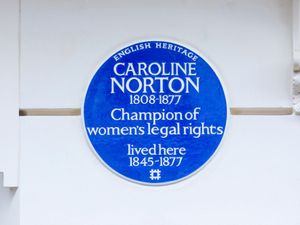 ENGLISH HERITAGE
CAROLINE
NORTON
1808-1877
Champion of
women's legal rights
lived here
1845-1877